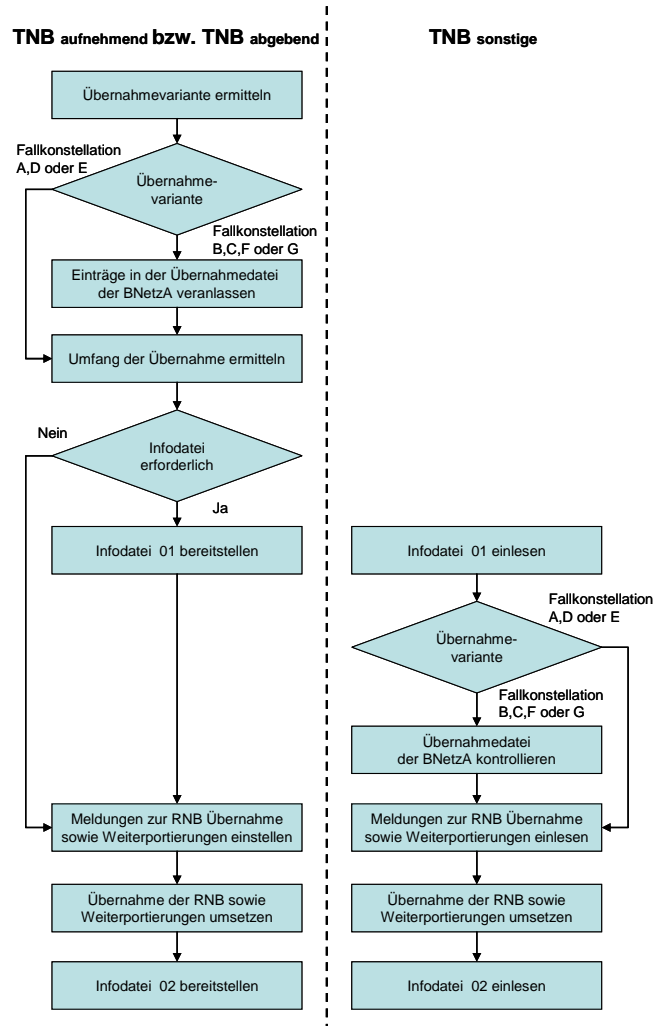 TNB aufnehmend bzw. TNB abgebend
Übernahmevariante ermitteln
Fallkonstellation
A,D oder E
Übernahme-
variante
Fallkonstellation
B,C,F oder G
Einträge in der Übernahmedatei
der BNetzA veranlassen
Umfang der Übernahme ermitteln
Nein
Infodatei
erforderlich
Ja
Infodatei 01 bereitstellen
Meldungen zur RNB Übernahme
sowie Weiterportierungen einstellen
Übernahme der RNB sowie
Weiterportierungen umsetzen
Infodatei 02 bereitstellen
TNB sonstige
Infodatei 01 einlesen
Fallkonstellation
A,D oder E
Übernahme-
variante
Fallkonstellation
B,C,F oder G
Übernahmedatei
der BNetzA kontrollieren
Meldungen zur RNB Übernahme
sowie Weiterportierungen einlesen
Übernahme der RNB sowie
Weiterportierungen umsetzen
Infodatei 02 einlesen